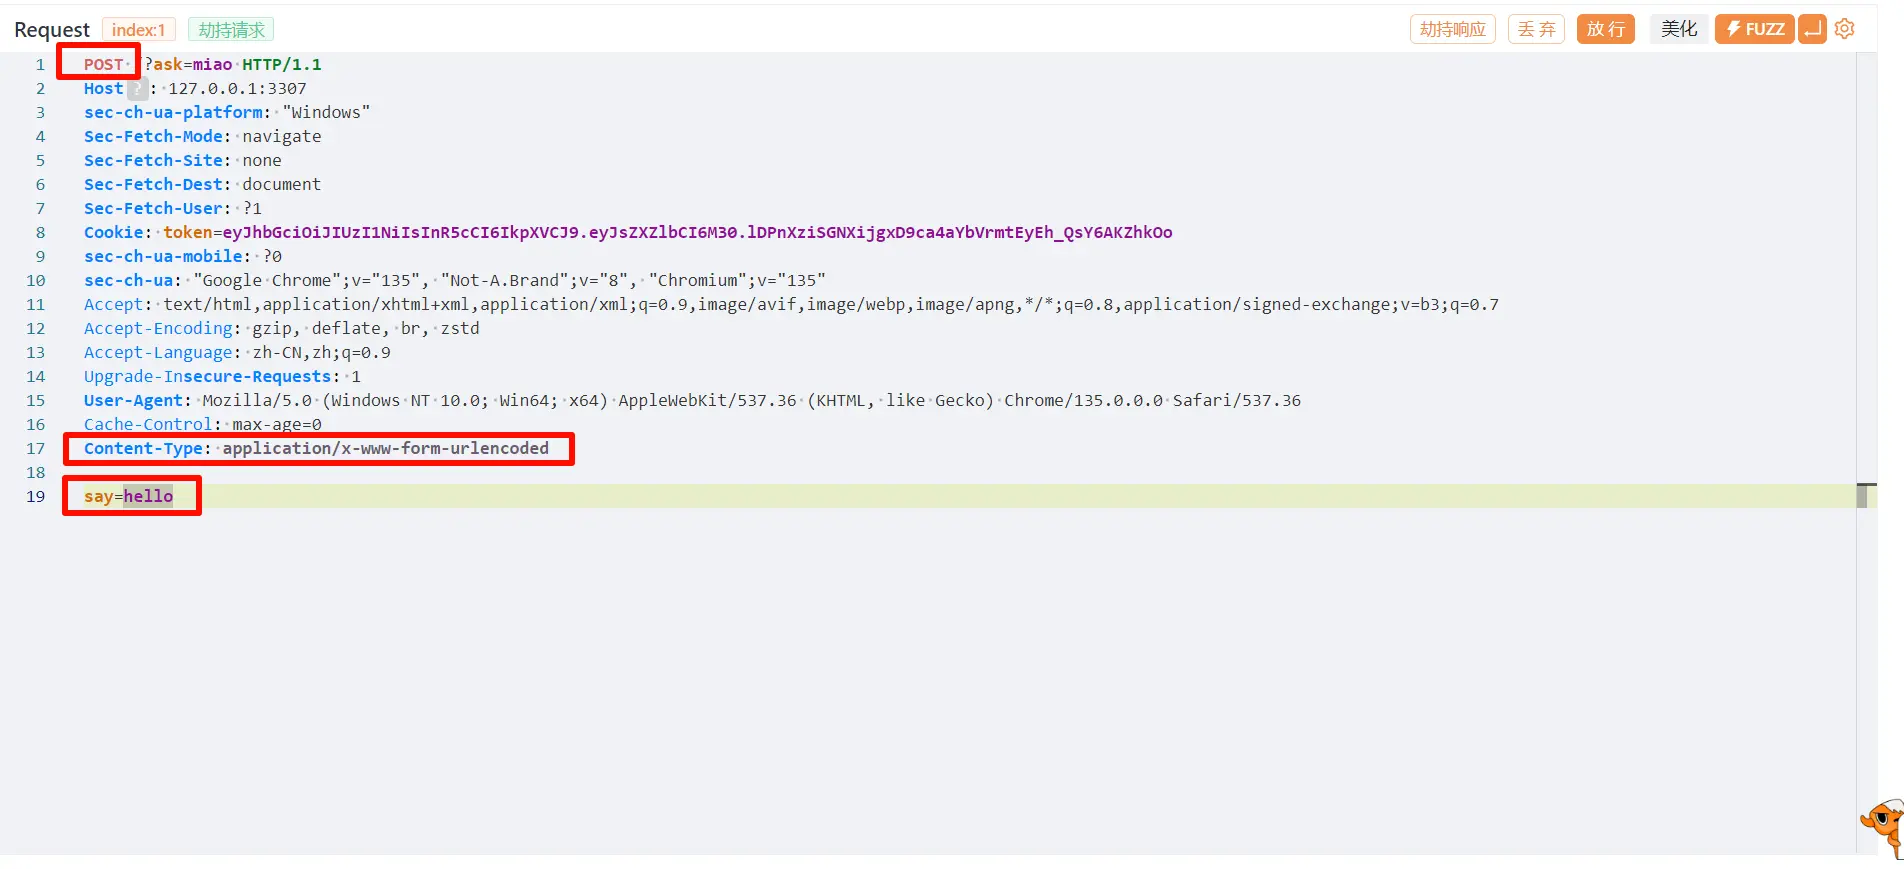 Request index:1 劫持请求 劫持响应 丢弃 放行 美化 FUZZ
1 POST ?ask=miao HTTP/1.1
2 Host ? : 127.0.0.1:3307
3 sec-ch-ua-platform: "Windows"
4 Sec-Fetch-Mode: navigate
5 Sec-Fetch-Site: none
6 Sec-Fetch-Dest: document
7 Sec-Fetch-User: ?1
8 Cookie: token=eyJhbGciOiJIUzI1NiIsInR5cCI6IkpXVCJ9.eyJsZXZlbCI6M30.lDPnXziSGNXijgxD9ca4aYbVrmtEyEh_QsY6AKZhkOo
9 sec-ch-ua-mobile: ?0
10 sec-ch-ua: "Google Chrome";v="135", "Not-A.Brand";v="8", "Chromium";v="135"
11 Accept: text/html,application/xhtml+xml,application/xml;q=0.9,image/avif,image/webp,image/apng,*/*;q=0.8,application/signed-exchange;v=b3;q=0.7
12 Accept-Encoding: gzip, deflate, br, zstd
13 Accept-Language: zh-CN,zh;q=0.9
14 Upgrade-Insecure-Requests: 1
15 User-Agent: Mozilla/5.0 (Windows NT 10.0; Win64; x64) AppleWebKit/537.36 (KHTML, like Gecko) Chrome/135.0.0.0 Safari/537.36
16 Cache-Control: max-age=0
17 Content-Type: application/x-www-form-urlencoded
18
19 say=hello